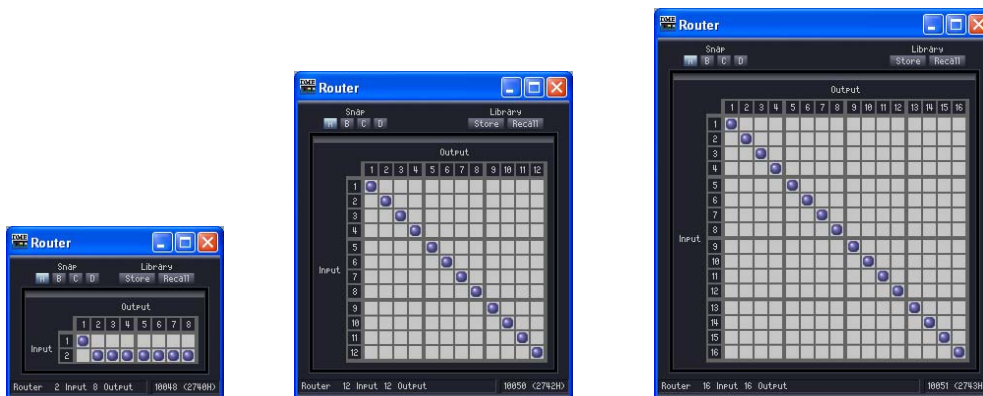 DME Router
Snap Library
A B C D Store Recall
Output
1 2 3 4 5 6 7 8
Input
1
2
Router 2 Input 8 Output 10048 (2740H)
DME Router
Snap Library
A B C D Store Recall
Output
1 2 3 4 5 6 7 8 9 10 11 12
1
2
3
4
5
6
Input
7
8
9
10
11
12
Router 12 Input 12 Output 10050 (2742H)
DME Router
Snap Library
A B C D Store Recall
Output
1 2 3 4 5 6 7 8 9 10 11 12 13 14 15 16
1
2
3
4
5
6
7
8
Input
9
10
11
12
13
14
15
16
Router 16 Input 16 Output 10051 (2743H